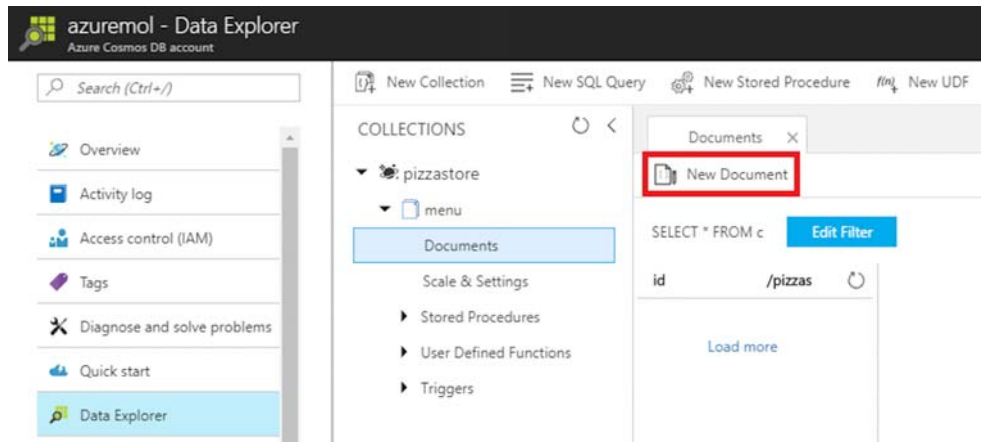 azuremol - Data Explorer
Azure Cosmos DB account
Search (Ctrl+/)
Overview
Activity log
Access control (IAM)
Tags
Diagnose and solve problems
Quick start
Data Explorer
New Collection New SQL Query New Stored Procedure New UDF
COLLECTIONS
pizzastore
menu
Documents
Scale & Settings
Stored Procedures
User Defined Functions
Triggers
Documents
New Document
SELECT * FROM c Edit Filter
id /pizzas
Load more